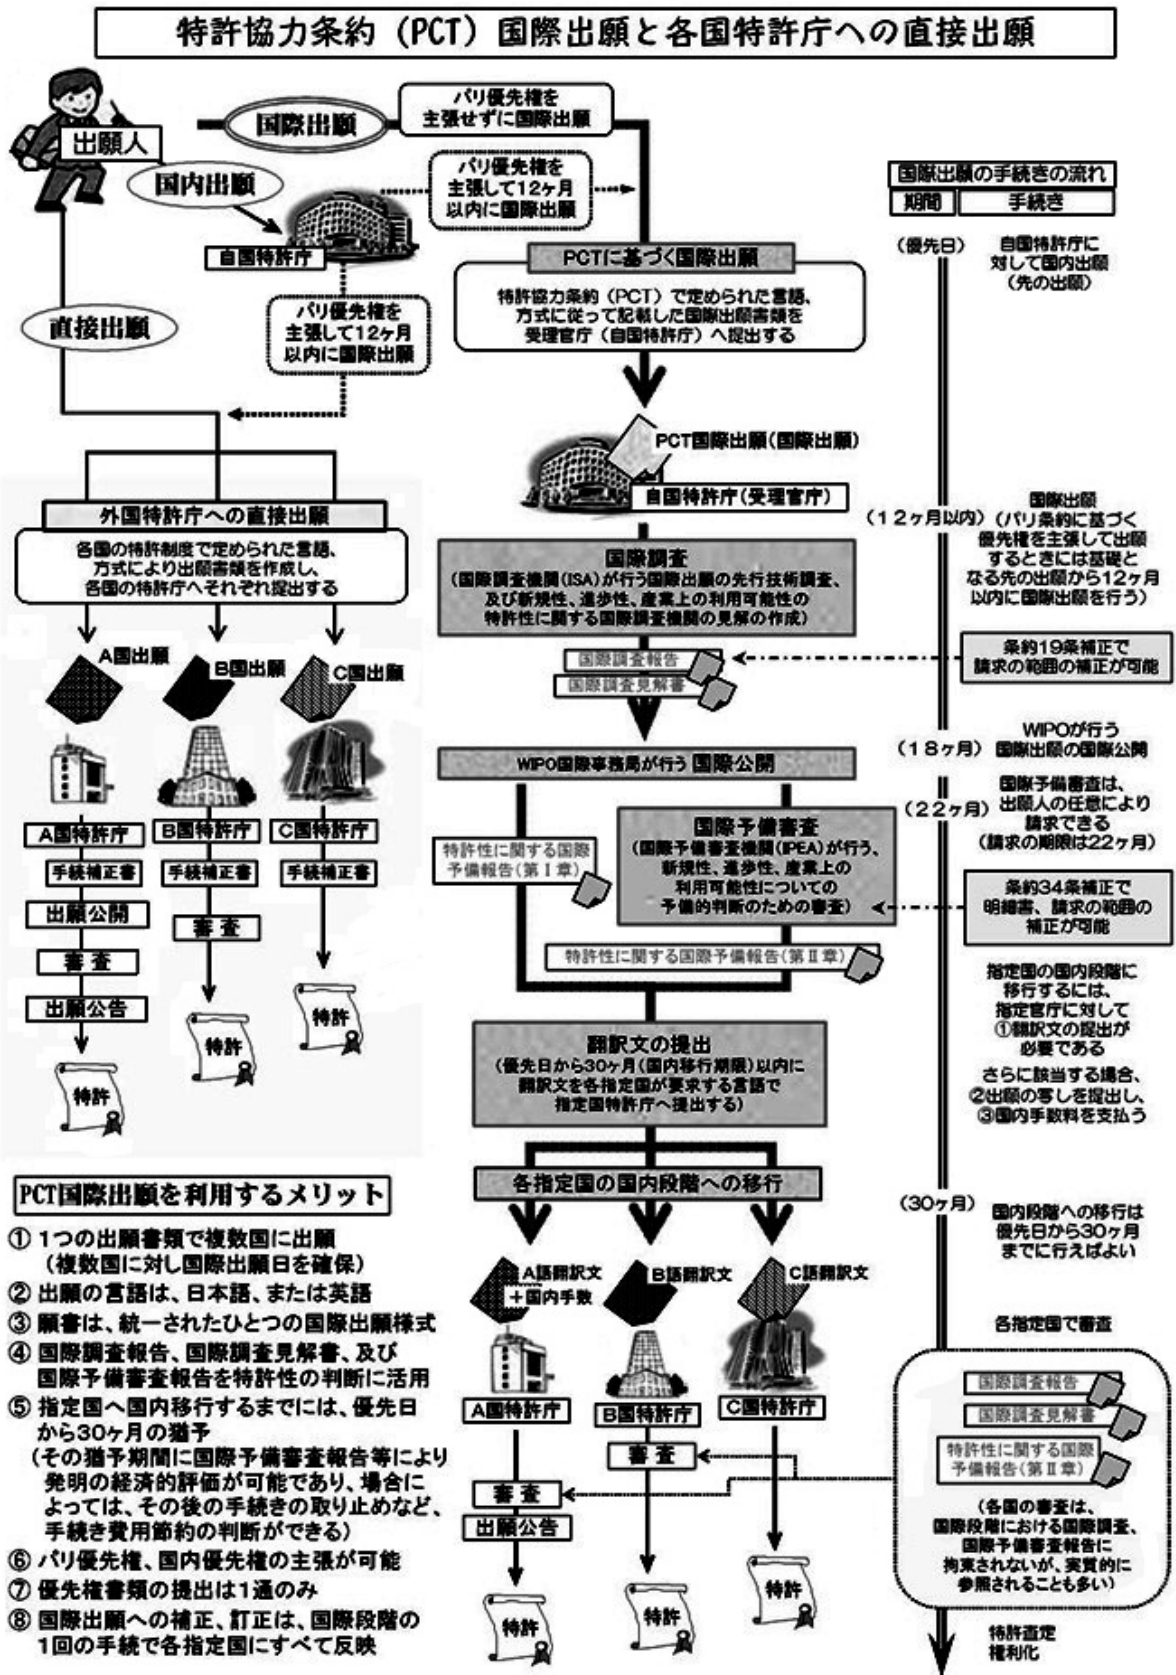 特許協力条約（PCT）国際出願と各国特許庁への直接出願
出願人
国際出願
パリ優先権を
主張せずに国際出願
国内出願
パリ優先権を
主張して12ヶ月
以内に国際出願
自国特許庁
直接出願
パリ優先権を
主張して12ヶ月
以内に国際出願
外国特許庁への直接出願
各国の特許制度で定められた言語、
方式により出願書類を作成し、
各国の特許庁へそれぞれ提出する
A国出願
B国出願
C国出願
A国特許庁
B国特許庁
C国特許庁
手続補正書
手続補正書
手続補正書
出願公開
審査
審査
出願公告
特許
特許
特許
PCTに基づく国際出願
特許協力条約（PCT）で定められた言語、
方式に従って記載した国際出願書類を
受理官庁（自国特許庁）へ提出する
PCT国際出願(国際出願)
自国特許庁(受理官庁)
国際調査
(国際調査機関(ISA)が行う国際出願の先行技術調査、
及び新規性、進歩性、産業上の利用可能性の
特許性に関する国際調査機関の見解の作成)
国際調査報告
国際調査見解書
WIPO国際事務局が行う 国際公開
特許性に関する国際
予備報告(第Ⅰ章)
国際予備審査
(国際予備審査機関(IPEA)が行う、
新規性、進歩性、産業上の
利用可能性についての
予備的判断のための審査)
特許性に関する国際予備報告(第Ⅱ章)
翻訳文の提出
(優先日から30ヶ月(国内移行期限)以内に
翻訳文を各指定国が要求する言語で
指定国特許庁へ提出する)
各指定国の国内段階への移行
A語翻訳文
＋国内手数
B語翻訳文
C語翻訳文
A国特許庁
B国特許庁
C国特許庁
審査
審査
出願公告
特許
特許
特許
国際出願の手続きの流れ
期間
手続き
（優先日）
自国特許庁に
対して国内出願
（先の出願）
（12ヶ月以内）
国際出願
（パリ条約に基づく
優先権を主張して出願
するときには基礎と
なる先の出願から12ヶ月
以内に国際出願を行う）
条約19条補正で
請求の範囲の補正が可能
（18ヶ月）
WIPOが行う
国際出願の国際公開
（22ヶ月）
国際予備審査は、
出願人の任意により
請求できる
（請求の期限は22ヶ月）
条約34条補正で
明細書、請求の範囲の
補正が可能
指定国の国内段階に
移行するには、
指定官庁に対して
①翻訳文の提出が
必要である
さらに該当する場合、
②出願の写しを提出し、
③国内手数料を支払う
（30ヶ月）
国内段階への移行は
優先日から30ヶ月
までに行えばよい
各指定国で審査
国際調査報告
国際調査見解書
特許性に関する国際
予備報告(第Ⅱ章)
（各国の審査は、
国際段階における国際調査、
国際予備審査報告に
拘束されないが、実質的に
参照されることも多い）
特許査定
権利化
PCT国際出願を利用するメリット
① 1つの出願書類で複数国に出願
（複数国に対し国際出願日を確保）
② 出願の言語は、日本語、または英語
③ 願書は、統一されたひとつの国際出願様式
④ 国際調査報告、国際調査見解書、及び
国際予備審査報告を特許性の判断に活用
⑤ 指定国へ国内移行するまでには、優先日
から30ヶ月の猶予
（その猶予期間に国際予備審査報告等により
発明の経済的評価が可能であり、場合に
よっては、その後の手続きの取り止めなど、
手続き費用節約の判断ができる）
⑥ パリ優先権、国内優先権の主張が可能
⑦ 優先権書類の提出は1通のみ
⑧ 国際出願への補正、訂正は、国際段階の
1回の手続で各指定国にすべて反映